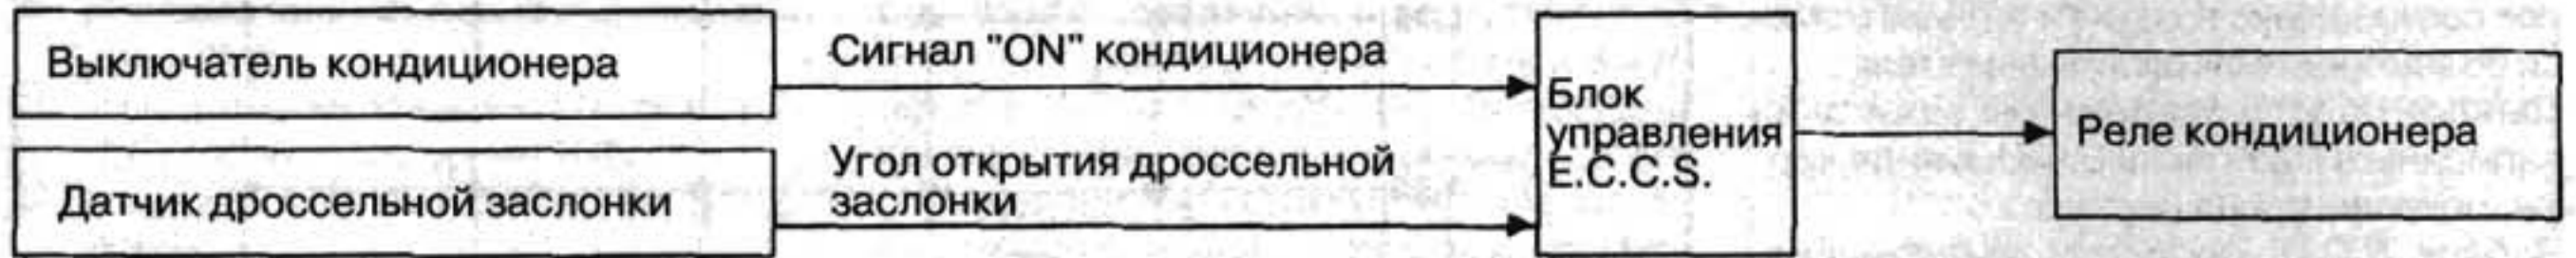 Выключатель кондиционера
Сигнал "ON" кондиционера
Датчик дроссельной заслонки
Угол открытия дроссельной
заслонки
Блок
управления
E.C.C.S.
Реле кондиционера